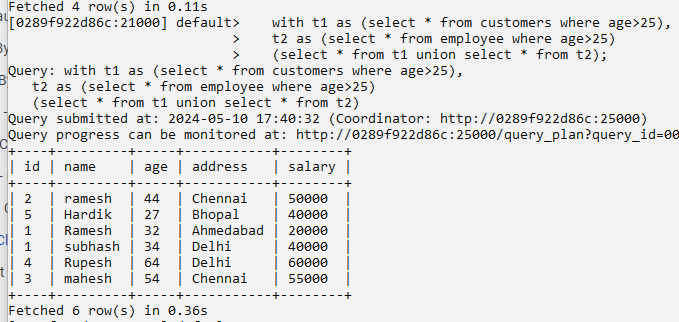 Fetched 4 row(s) in 0.11s
[0289f922d86c:21000] default> with t1 as (select * from customers where age>25),
> t2 as (select * from employee where age>25)
> (select * from t1 union select * from t2);
Query: with t1 as (select * from customers where age>25),
t2 as (select * from employee where age>25)
(select * from t1 union select * from t2)
Query submitted at: 2024-05-10 17:40:32 (Coordinator: http://0289f922d86c:25000)
Query progress can be monitored at: http://0289f922d86c:25000/query_plan?query_id=00
+----+---------+-----+-----------+--------+
| id | name | age | address | salary |
+----+---------+-----+-----------+--------+
| 2 | ramesh | 44 | Chennai | 50000 |
| 5 | Hardik | 27 | Bhopal | 40000 |
| 1 | Ramesh | 32 | Ahmedabad | 20000 |
| 1 | subhash | 34 | Delhi | 40000 |
| 4 | Rupesh | 64 | Delhi | 60000 |
| 3 | mahesh | 54 | Chennai | 55000 |
+----+---------+-----+-----------+--------+
Fetched 6 row(s) in 0.36s